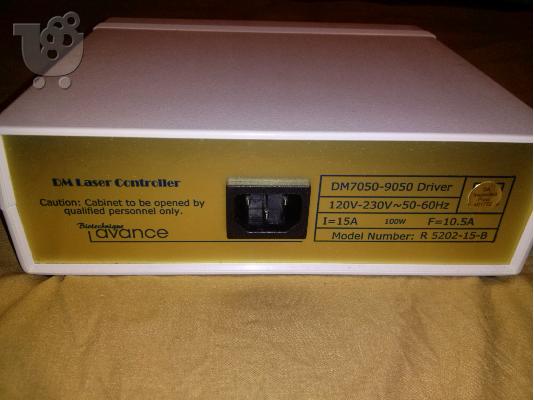 DM Laser Controller
Caution: Cabinet to be opened by
qualified personnel only.
Biotechnique
avance
DM7050-9050 Driver
120V-230V~50-60Hz
I=15A 100W F=10.5A
Model Number: R 5202-15-B